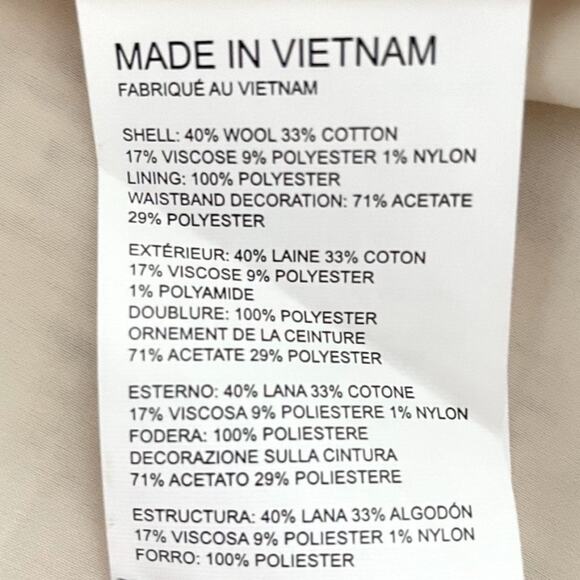 MADE IN VIETNAM
FABRIQUÉ AU VIETNAM
SHELL: 40% WOOL 33% COTTON
17% VISCOSE 9% POLYESTER 1% NYLON
LINING: 100% POLYESTER
WAISTBAND DECORATION: 71% ACETATE
29% POLYESTER
EXTÉRIEUR: 40% LAINE 33% COTON
17% VISCOSE 9% POLYESTER
1% POLYAMIDE
DOUBLURE: 100% POLYESTER
ORNEMENT DE LA CEINTURE
71% ACETATE 29% POLYESTER
ESTERNO: 40% LANA 33% COTONE
17% VISCOSA 9% POLIESTERE 1% NYLON
FODERA: 100% POLIESTERE
DECORAZIONE SULLA CINTURA
71% ACETATO 29% POLIESTERE
ESTRUCTURA: 40% LANA 33% ALGODÓN
17% VISCOSA 9% POLIESTER 1% NYLON
FORRO: 100% POLIESTER